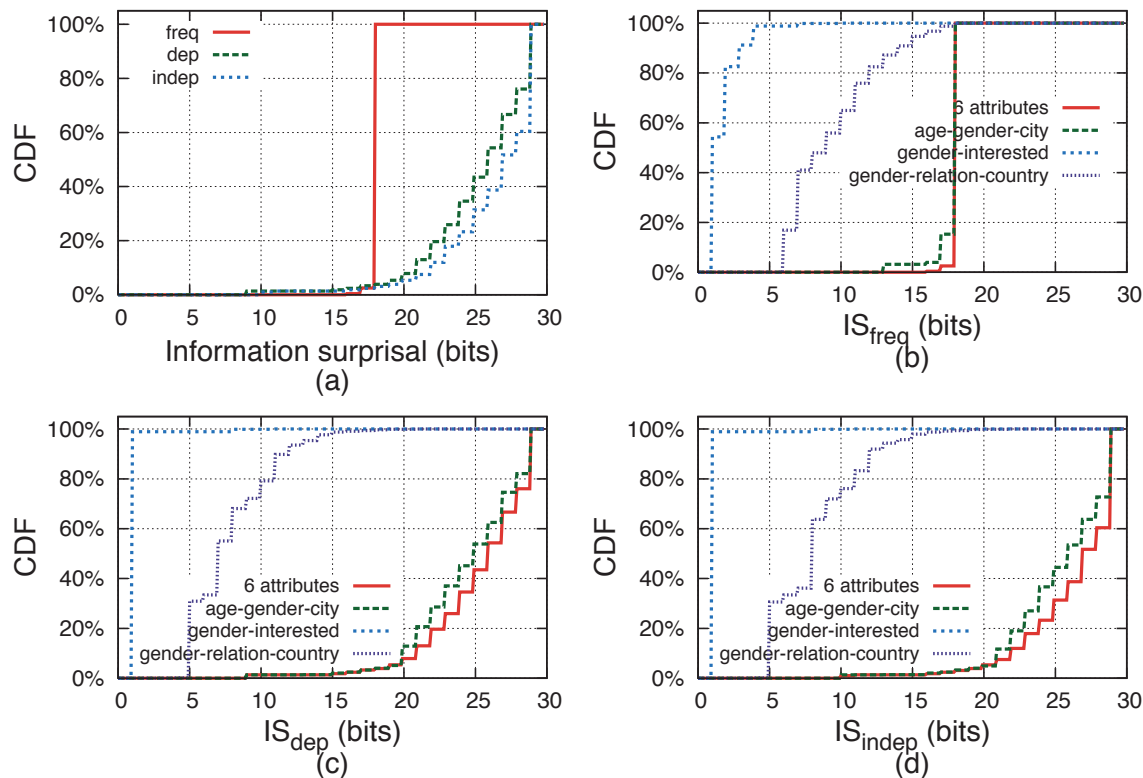 100%
80%
60%
40%
20%
0%
CDF
freq
dep
indep
0 5 10 15 20 25 30
Information surprisal (bits)
(a)
100%
80%
60%
40%
20%
0%
CDF
6 attributes
age-gender-city
gender-interested
gender-relation-country
0 5 10 15 20 25 30
IS_freq (bits)
(b)
100%
80%
60%
40%
20%
0%
CDF
6 attributes
age-gender-city
gender-interested
gender-relation-country
0 5 10 15 20 25 30
IS_dep (bits)
(c)
100%
80%
60%
40%
20%
0%
CDF
6 attributes
age-gender-city
gender-interested
gender-relation-country
0 5 10 15 20 25 30
IS_indep (bits)
(d)